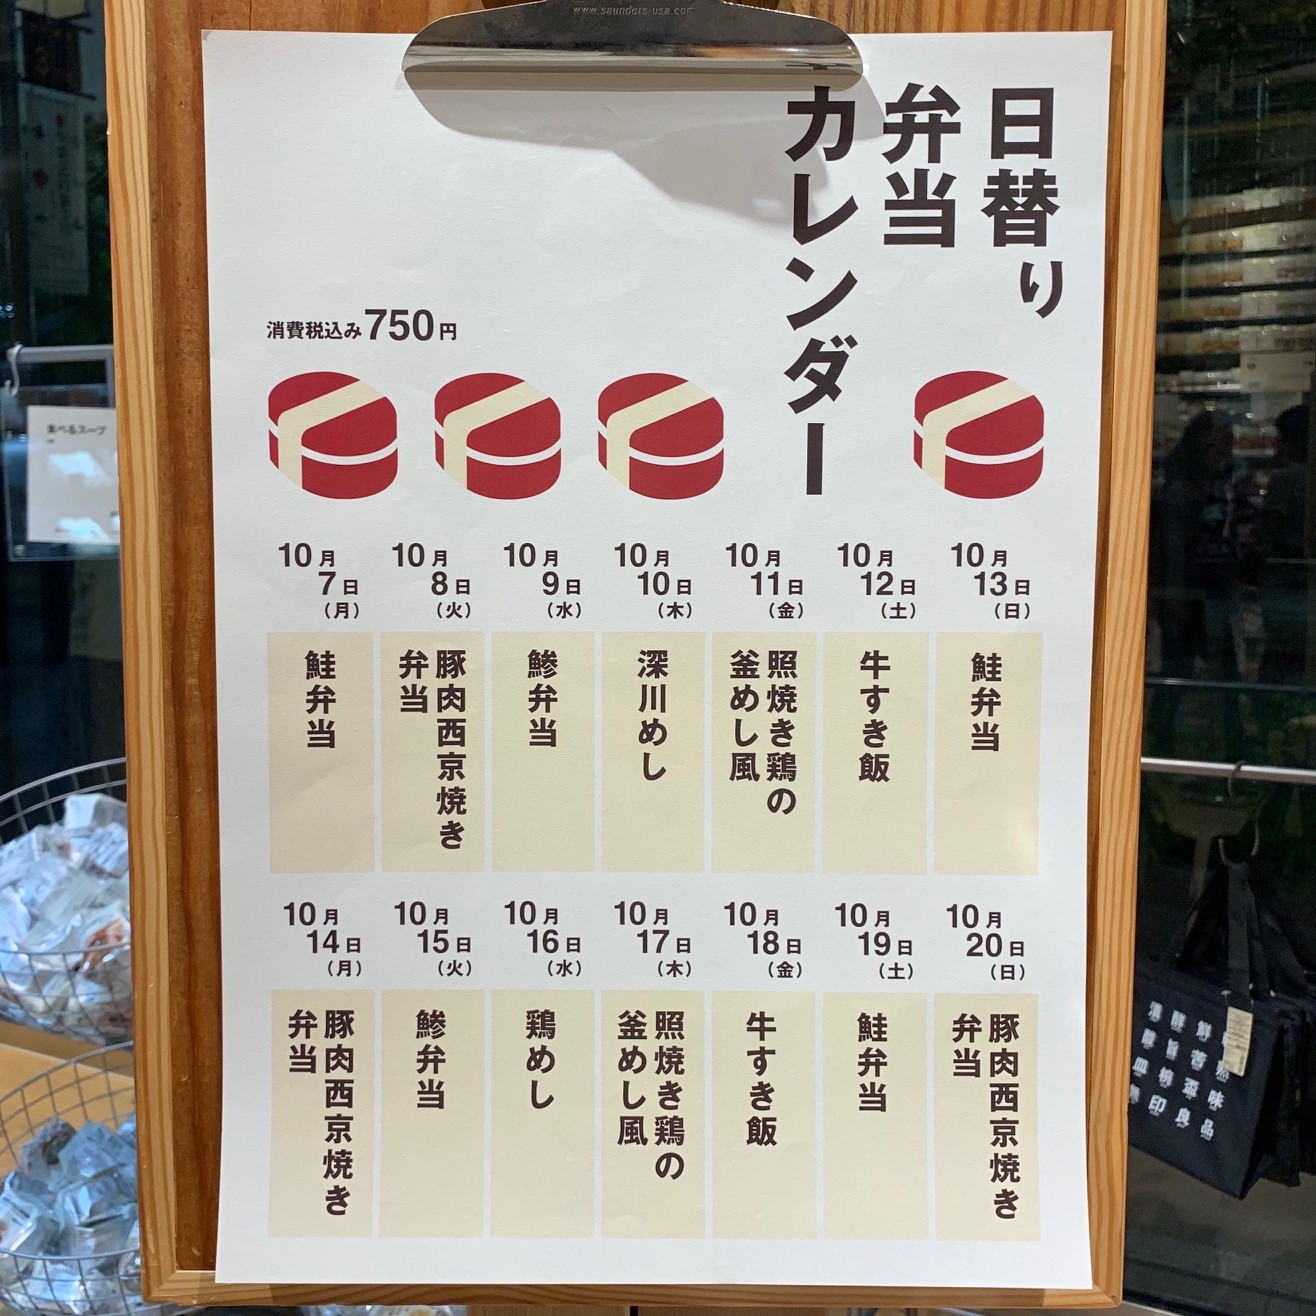 www.saunders-usa.com
日替り
弁当
カレンダー
消費税込み750円
10月
7日
(月)
鮭弁当
10月
8日
(火)
豚肉西京焼き
弁当
10月
9日
(水)
鯵弁当
10月
10日
(木)
深川めし
10月
11日
(金)
照焼き鶏の
釜めし風
10月
12日
(土)
牛すき飯
10月
13日
(日)
鮭弁当
10月
14日
(月)
豚肉西京焼き
弁当
10月
15日
(火)
鯵弁当
10月
16日
(水)
鶏めし
10月
17日
(木)
照焼き鶏の
釜めし風
10月
18日
(金)
牛すき飯
10月
19日
(土)
鮭弁当
10月
20日
(日)
豚肉西京焼き
弁当
食べるスープ
印良品